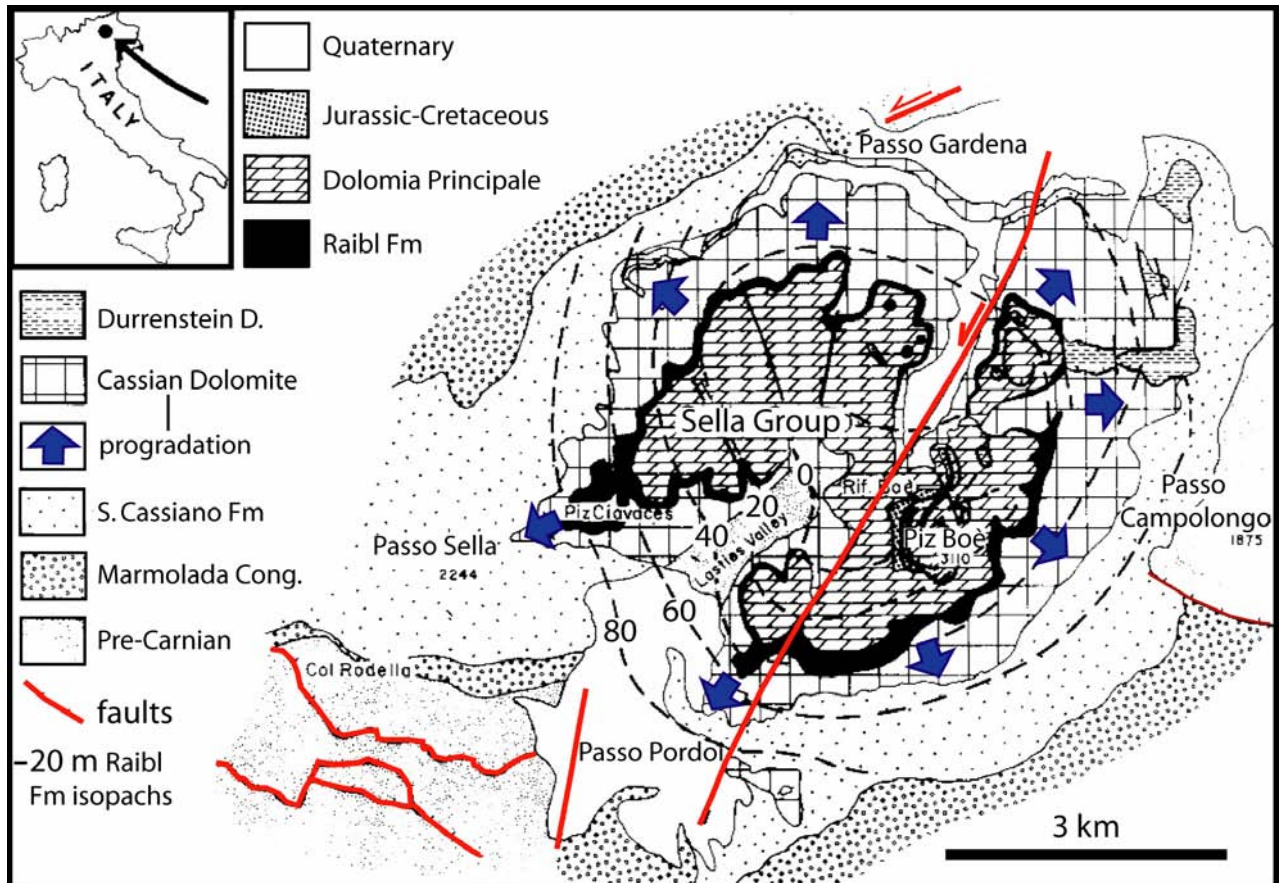 ITALY
Quaternary
Jurassic-Cretaceous
Dolomia Principale
Raibl Fm
Durrenstein D.
Cassian Dolomite
progradation
S. Cassiano Fm
Marmolada Cong.
Pre-Carnian
faults
-20 m Raibl
Fm isopachs
Passo Gardena
Sella Group
0
20
40
60
80
Rif. Boè
Piz Boè
3110
Piz Ciavaces
Lasties Valley
Passo Sella
2244
Passo
Campolongo
1875
Col Rodella
Passo Pordoi
3 km